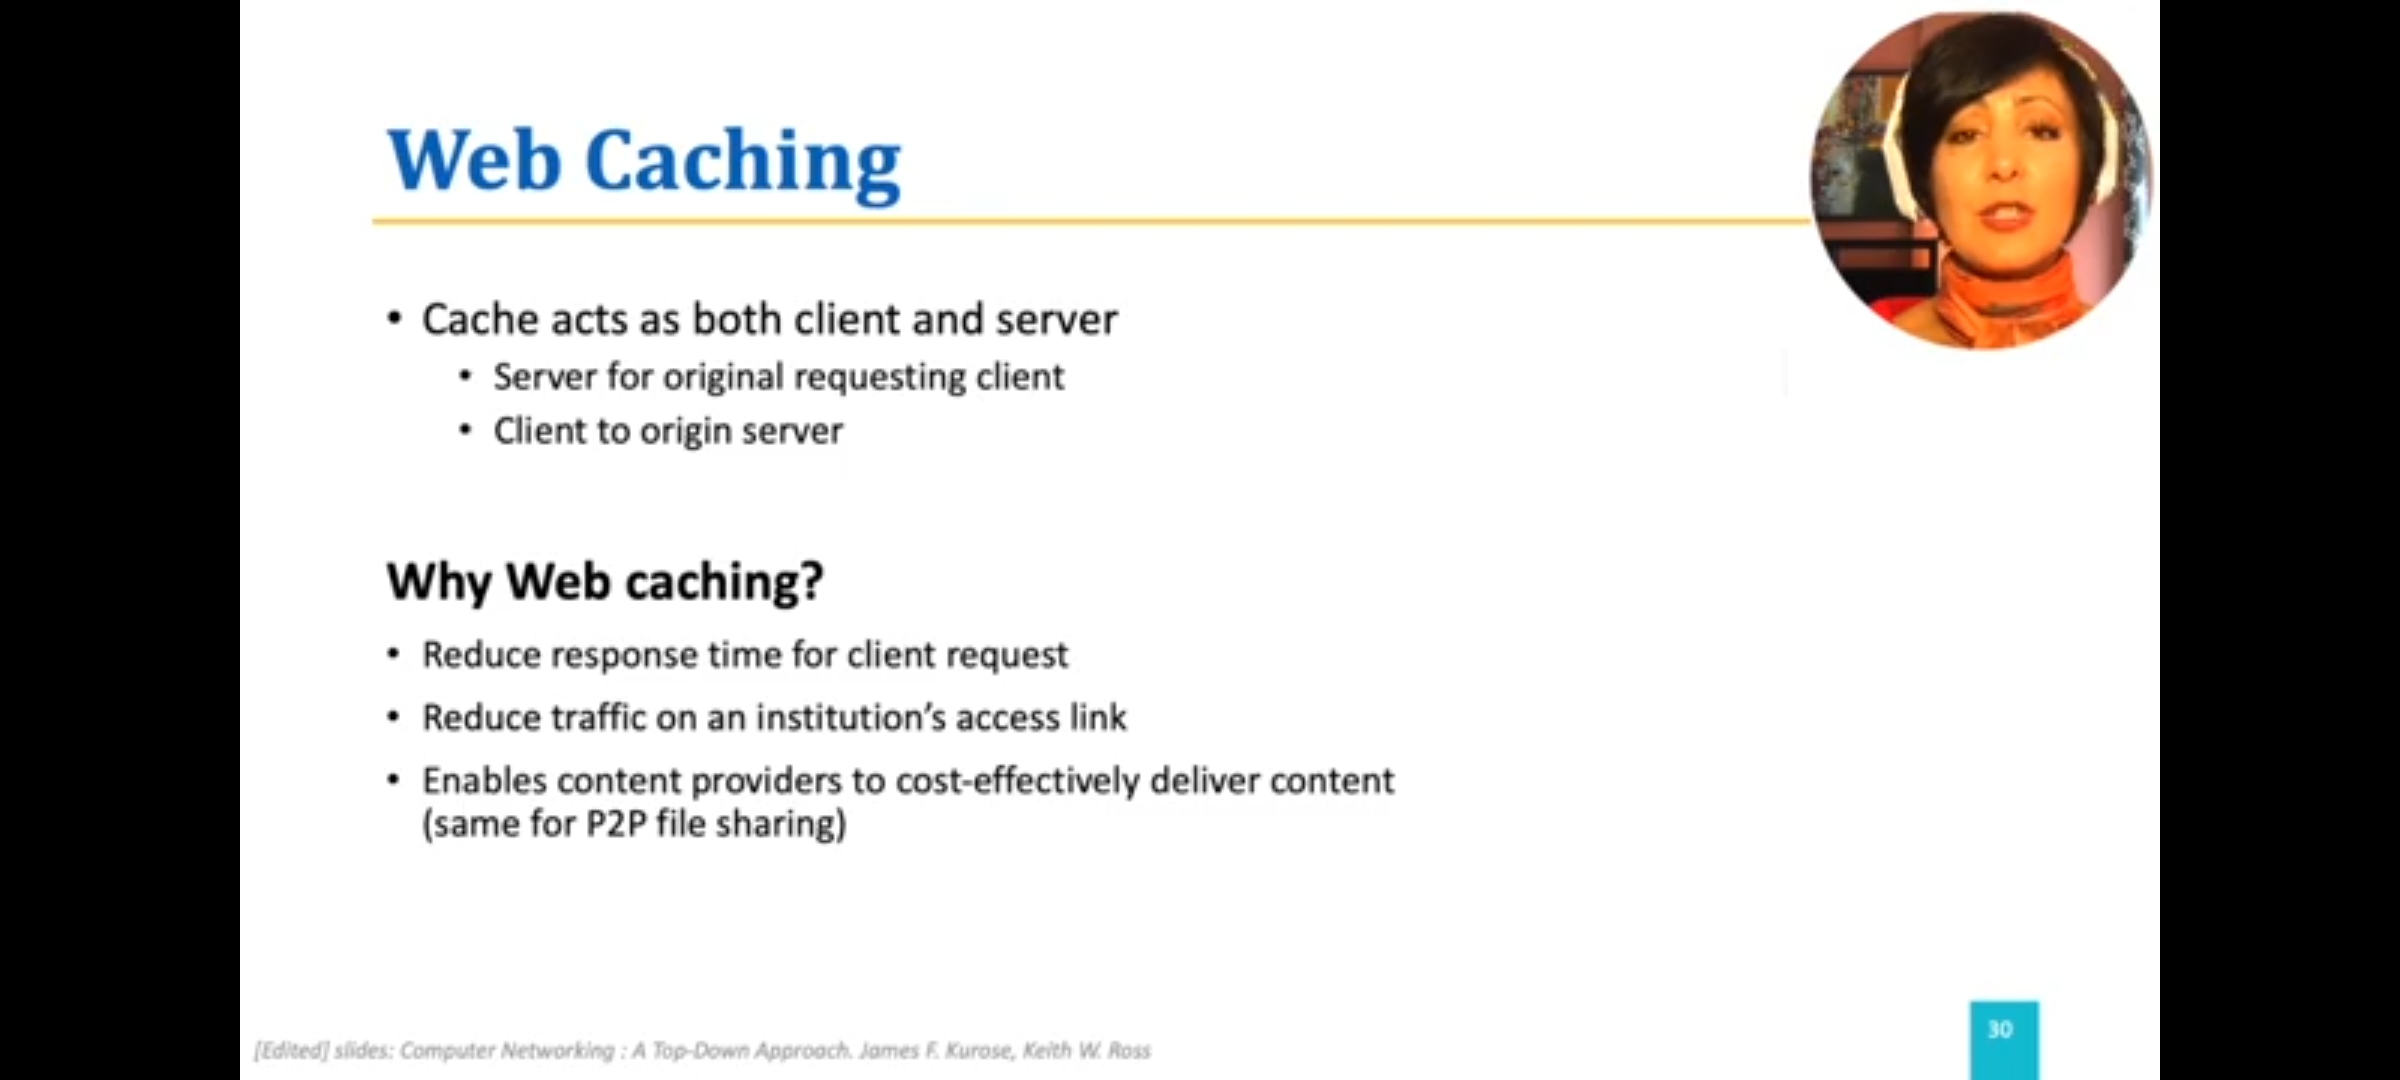 Web Caching
• Cache acts as both client and server
• Server for original requesting client
• Client to origin server
Why Web caching?
• Reduce response time for client request
• Reduce traffic on an institution’s access link
• Enables content providers to cost-effectively deliver content
(same for P2P file sharing)
30
[Edited] slides: Computer Networking : A Top-Down Approach. James F. Kurose, Keith W. Ross